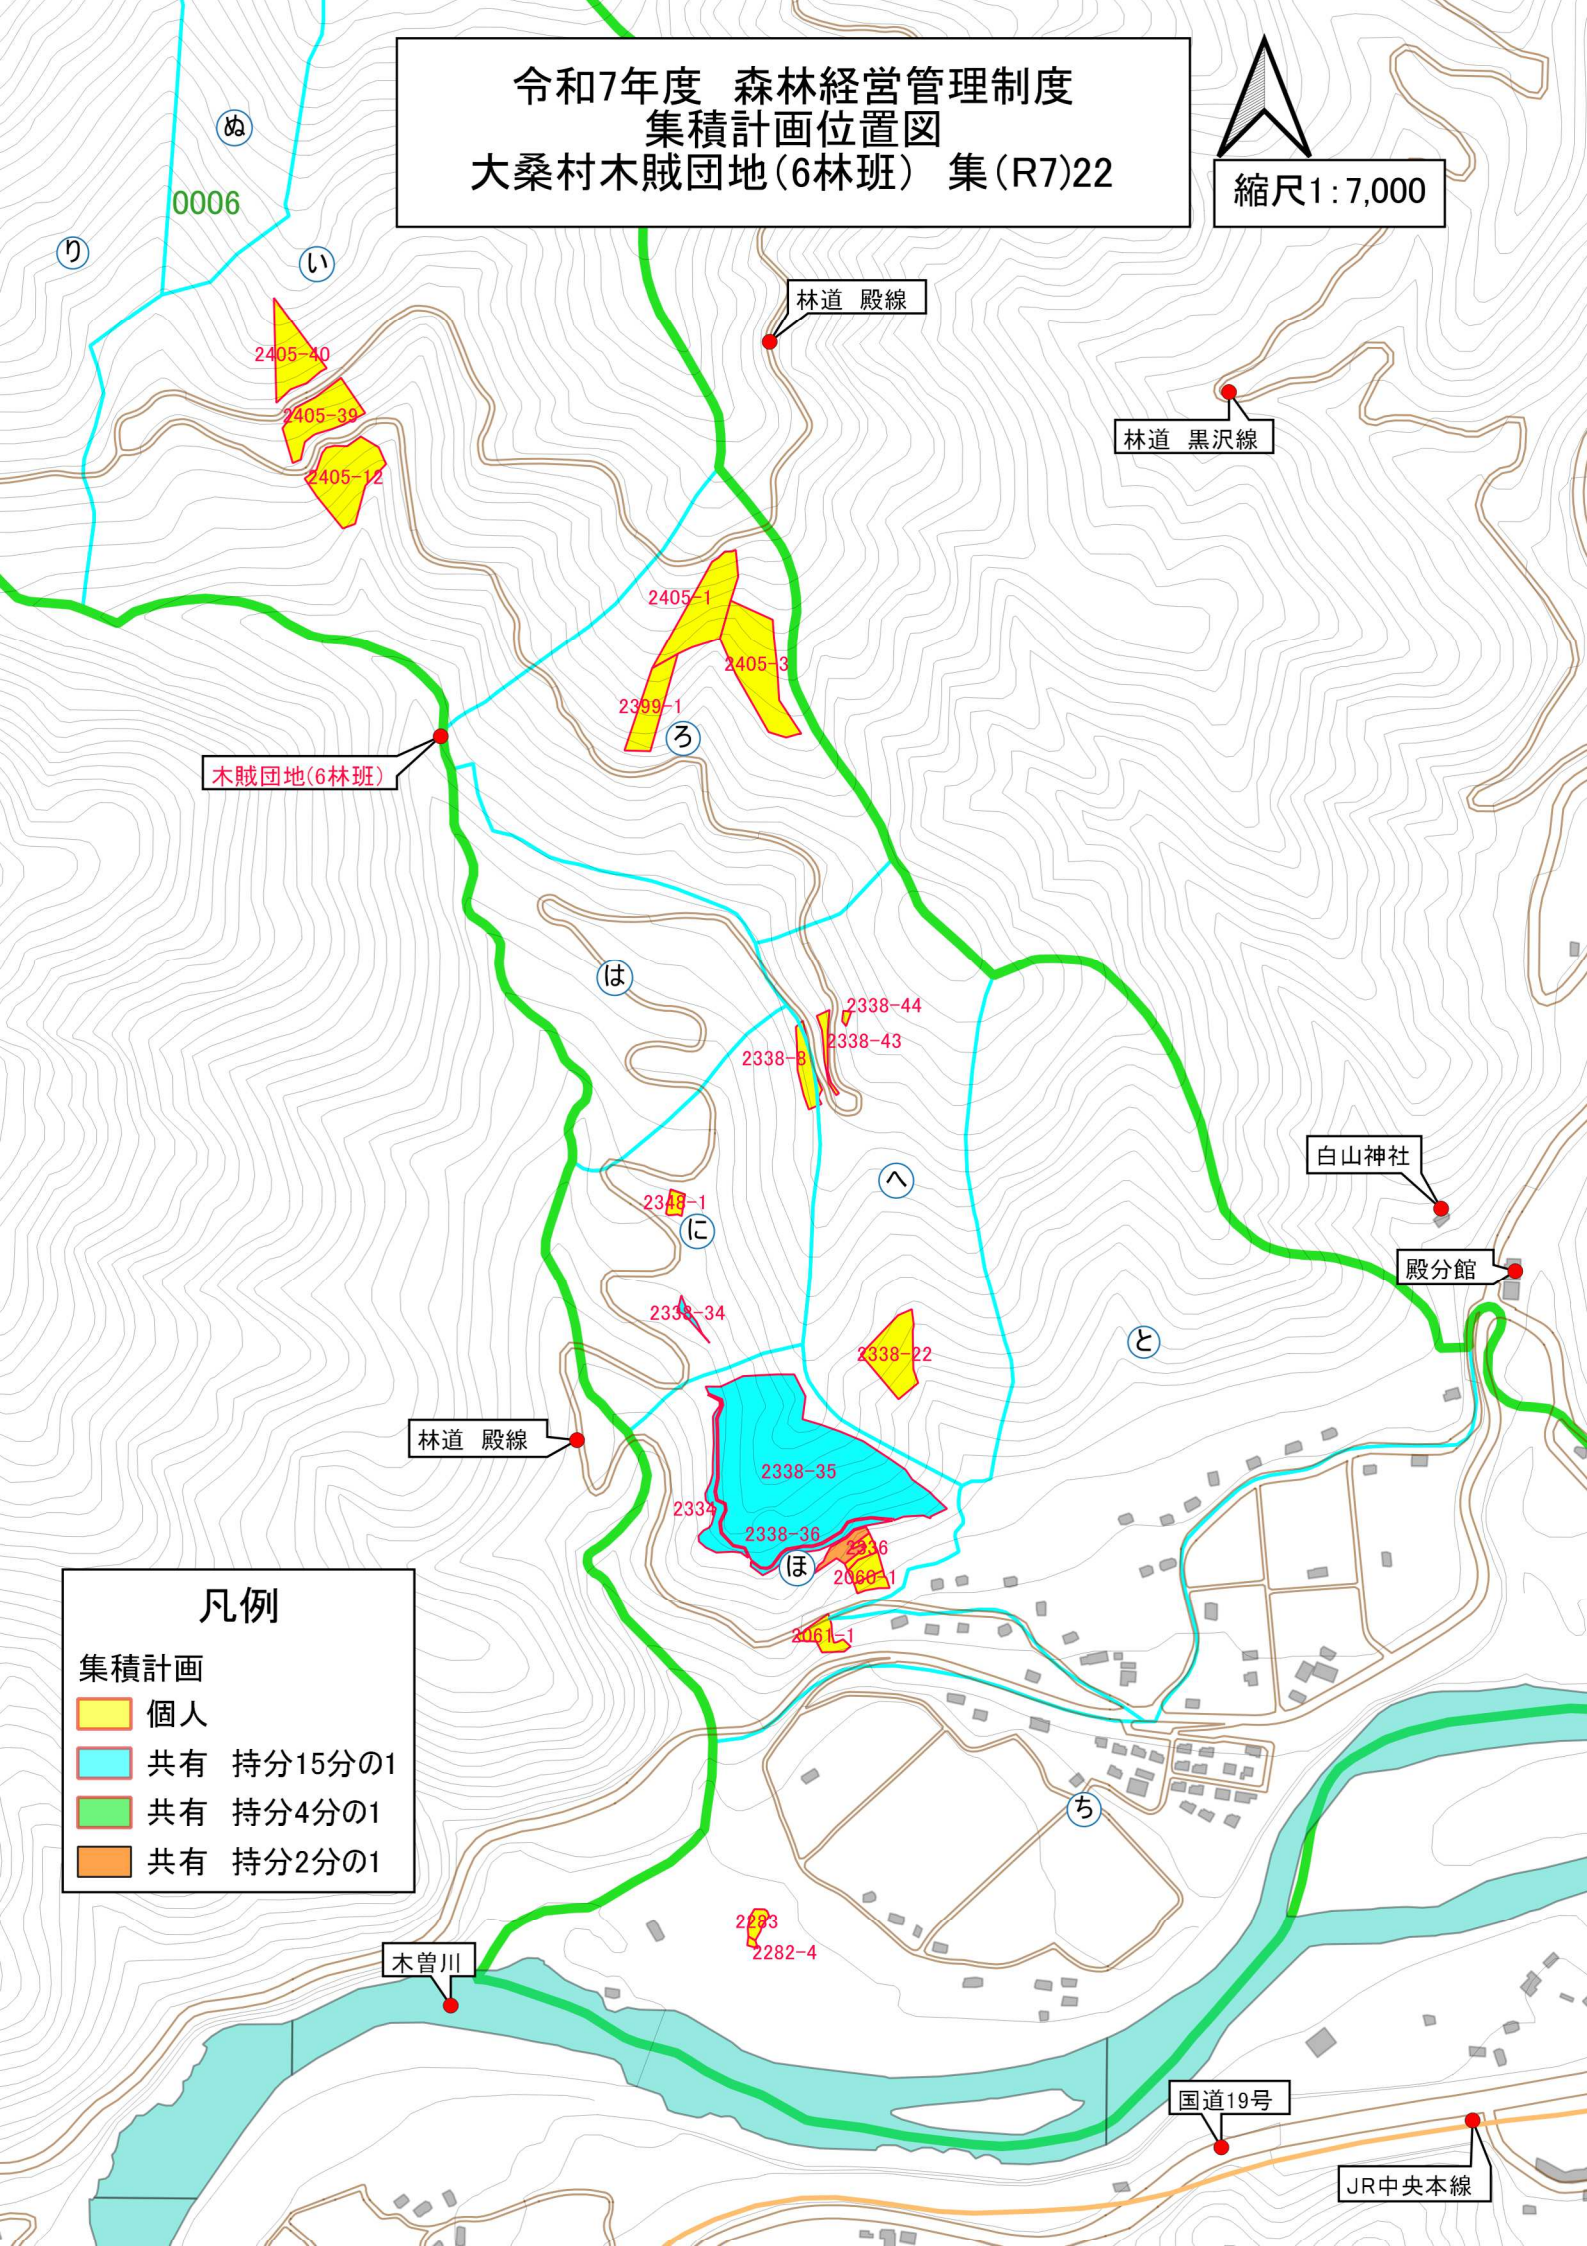 令和7年度　森林経営管理制度
集積計画位置図
大桑村木賊団地(6林班)　集(R7)22
縮尺1:7,000
ぬ
0006
り
い
林道　殿線
2405-40
2405-39
林道　黒沢線
2405-12
2405-1
2405-3
2399-1
ろ
木賊団地(6林班)
は
2338-44
2338-43
2338-8
白山神社
へ
2348-1
に
殿分館
2338-34
と
2338-22
林道　殿線
2338-35
2334
2338-36
2336
ほ
2060-1
2061-1
凡例
集積計画
個人
共有　持分15分の1
共有　持分4分の1
共有　持分2分の1
ち
2283
2282-4
木曽川
国道19号
JR中央本線